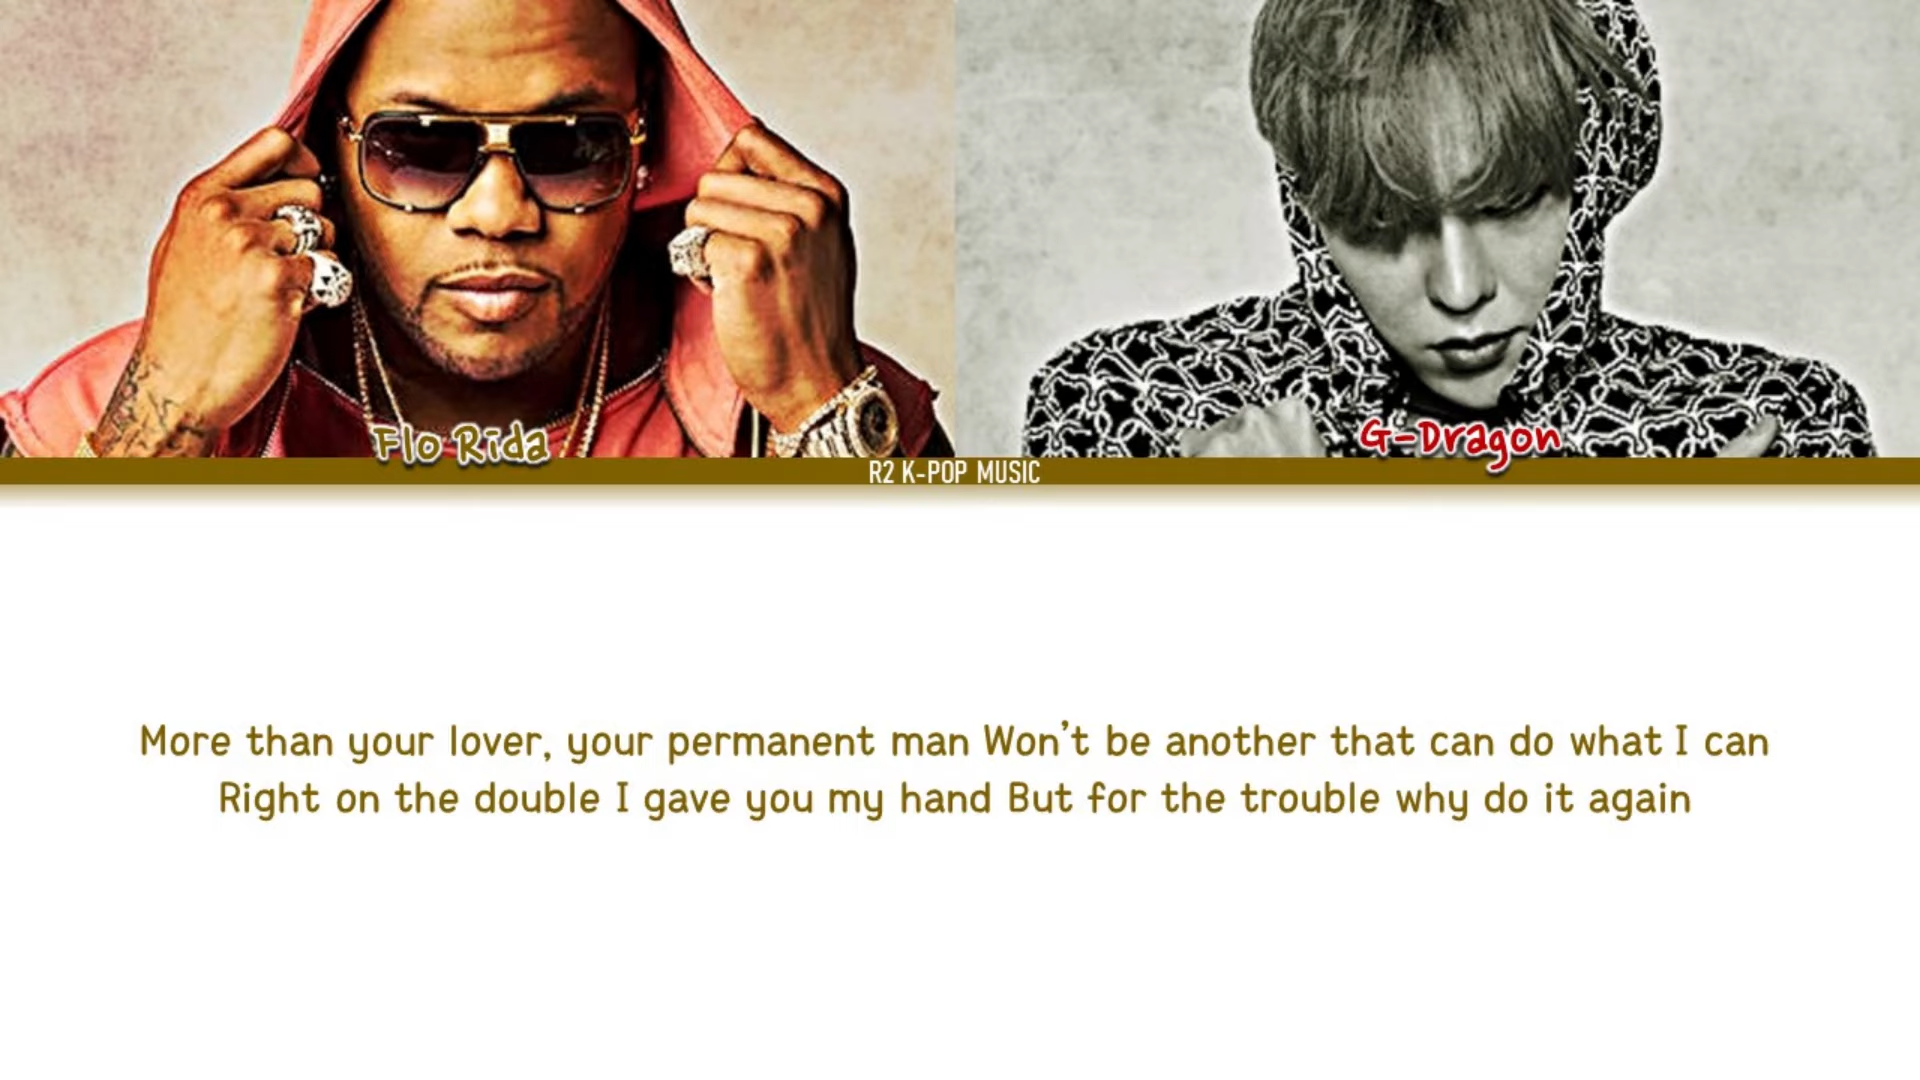 Flo Rida
G-Dragon
R2 K-POP MUSIC
More than your lover, your permanent man Won't be another that can do what I can
Right on the double I gave you my hand But for the trouble why do it again